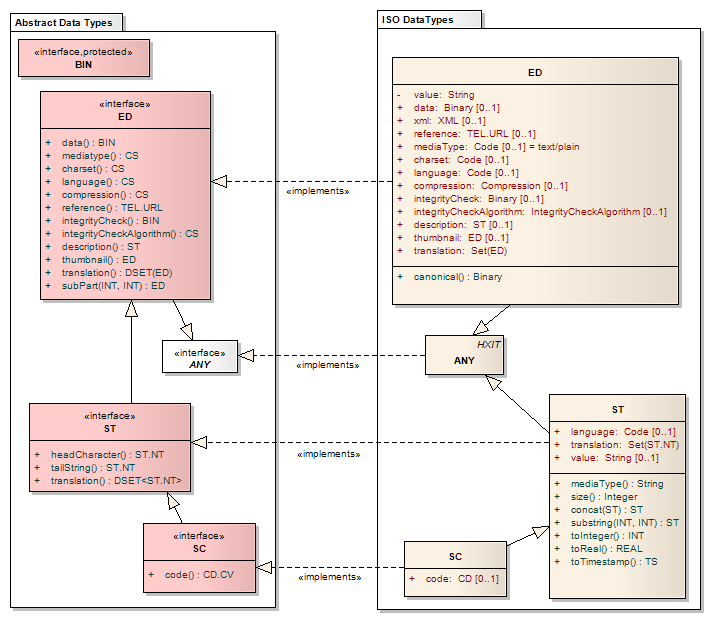 Abstract Data Types
«interface,protected»
BIN
«interface»
ED
+ data() : BIN
+ mediatype() : CS
+ charset() : CS
+ language() : CS
+ compression() : CS
+ reference() : TEL.URL
+ integrityCheck() : BIN
+ integrityCheckAlgorithm() : CS
+ description() : ST
+ thumbnail() : ED
+ translation() : DSET(ED)
+ subPart(INT, INT) : ED
«interface»
ANY
«interface»
ST
+ headCharacter() : ST.NT
+ tailString() : ST.NT
+ translation() : DSET<ST.NT>
«interface»
SC
+ code() : CD.CV
«implements»
«implements»
«implements»
«implements»
ISO DataTypes
ED
- value: String
+ data: Binary [0..1]
+ xml: XML [0..1]
+ reference: TEL.URL [0..1]
+ mediaType: Code [0..1] = text/plain
+ charset: Code [0..1]
+ language: Code [0..1]
+ compression: Compression [0..1]
+ integrityCheck: Binary [0..1]
+ integrityCheckAlgorithm: IntegrityCheckAlgorithm [0..1]
+ description: ST [0..1]
+ thumbnail: ED [0..1]
+ translation: Set(ED)
+ canonical() : Binary
HXIT
ANY
ST
+ language: Code [0..1]
+ translation: Set(ST.NT)
+ value: String [0..1]
+ mediaType() : String
+ size() : Integer
+ concat(ST) : ST
+ substring(INT, INT) : ST
+ toInteger() : INT
+ toReal() : REAL
+ toTimestamp() : TS
SC
+ code: CD [0..1]